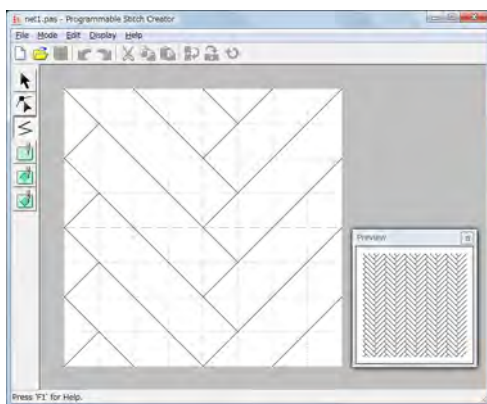 net1.pas - Programmable Stitch Creator
File Mode Edit Display Help
Preview
Press 'F1' for Help.